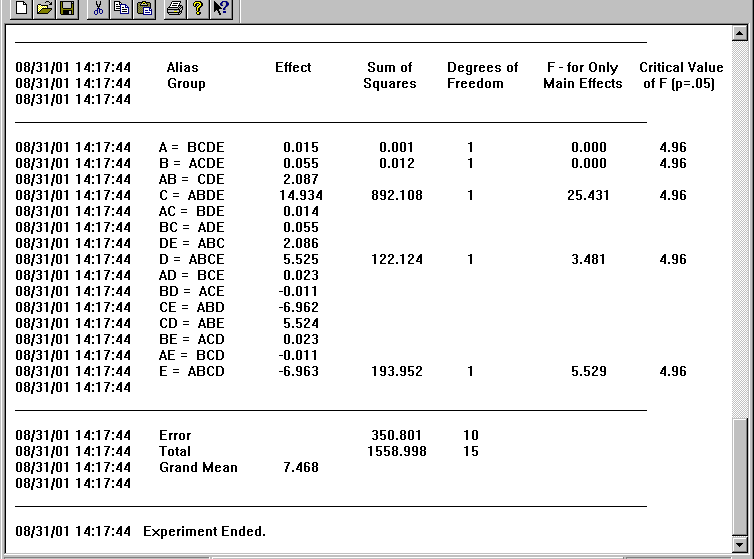 08/31/01 14:17:44 Alias Effect Sum of Degrees of F - for Only Critical Value
08/31/01 14:17:44 Group Squares Freedom Main Effects of F (p=.05)
08/31/01 14:17:44
08/31/01 14:17:44 A = BCDE 0.015 0.001 1 0.000 4.96
08/31/01 14:17:44 B = ACDE 0.055 0.012 1 0.000 4.96
08/31/01 14:17:44 AB = CDE 2.087
08/31/01 14:17:44 C = ABDE 14.934 892.108 1 25.431 4.96
08/31/01 14:17:44 AC = BDE 0.014
08/31/01 14:17:44 BC = ADE 0.055
08/31/01 14:17:44 DE = ABC 2.086
08/31/01 14:17:44 D = ABCE 5.525 122.124 1 3.481 4.96
08/31/01 14:17:44 AD = BCE 0.023
08/31/01 14:17:44 BD = ACE -0.011
08/31/01 14:17:44 CE = ABD -6.962
08/31/01 14:17:44 CD = ABE 5.524
08/31/01 14:17:44 BE = ACD 0.023
08/31/01 14:17:44 AE = BCD -0.011
08/31/01 14:17:44 E = ABCD -6.963 193.952 1 5.529 4.96
08/31/01 14:17:44
08/31/01 14:17:44 Error 350.801 10
08/31/01 14:17:44 Total 1558.998 15
08/31/01 14:17:44 Grand Mean 7.468
08/31/01 14:17:44
08/31/01 14:17:44 Experiment Ended.